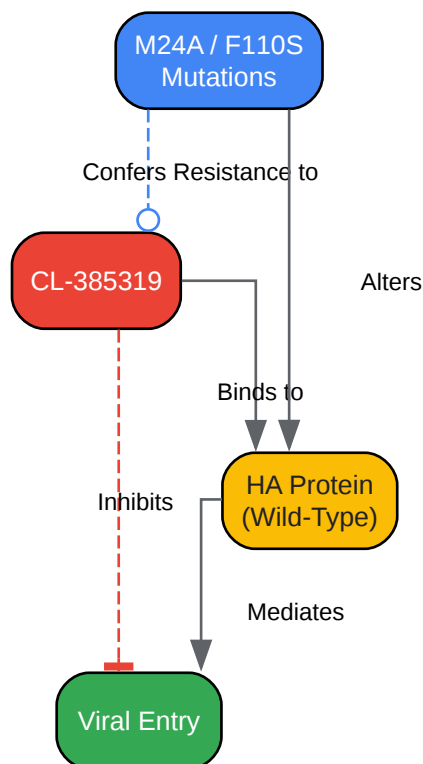 M24A / F110S
Mutations
Confers Resistance to
CL-385319
Alters
Binds to
HA Protein
(Wild-Type)
Inhibits
Mediates
Viral Entry